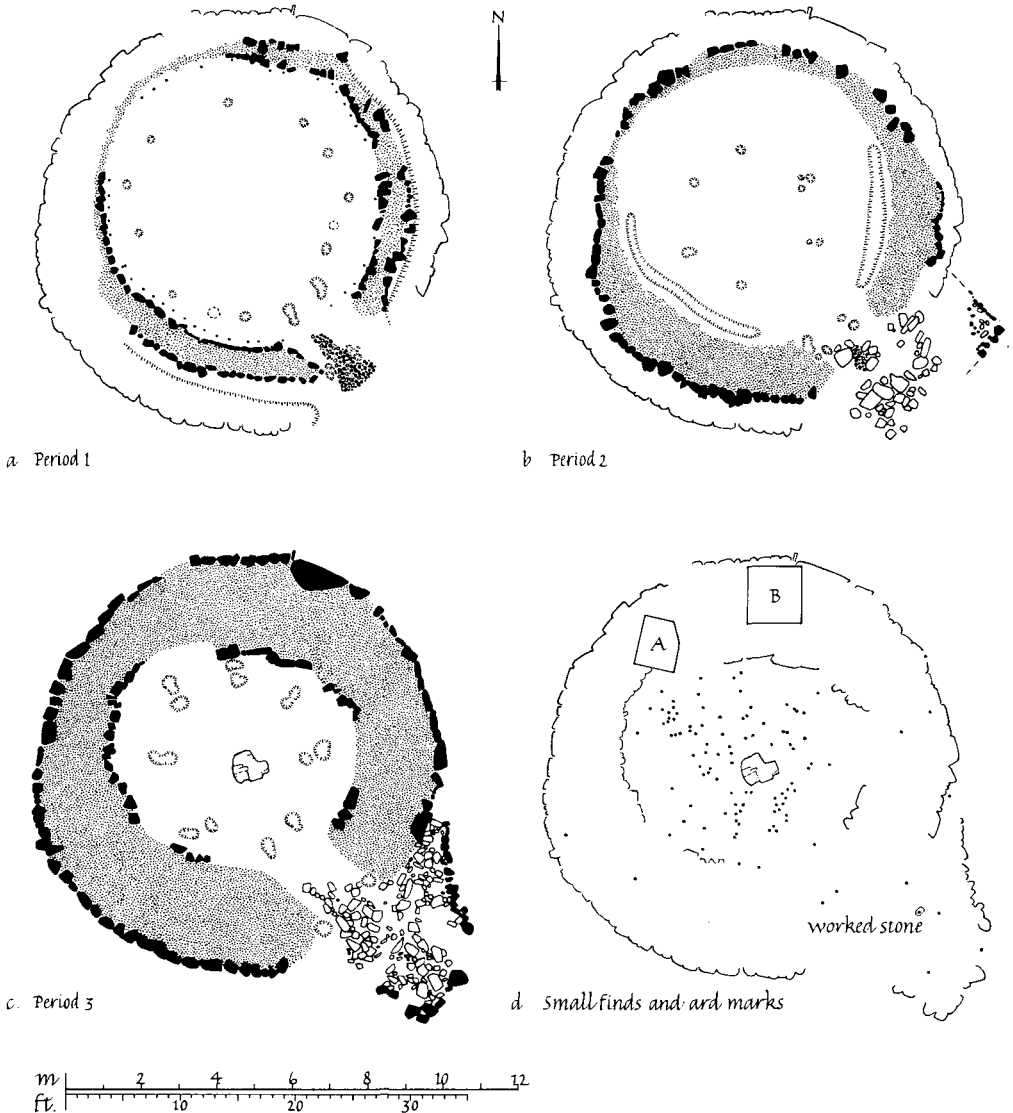 N
a Period 1
b Period 2
B
A
worked stone
c. Period 3
d Small finds and ard marks
m 2 4 6 8 10 12
ft. 10 20 30